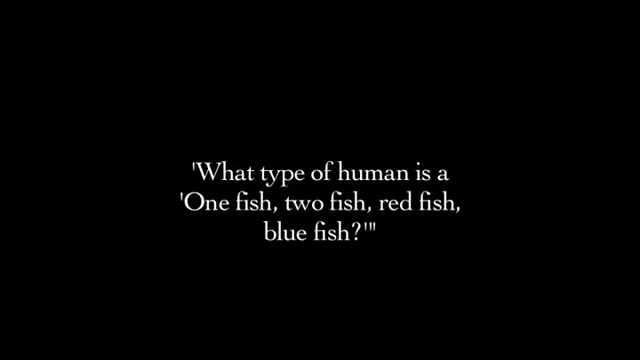 'What type of human is a
'One fish, two fish, red fish,
blue fish?'"